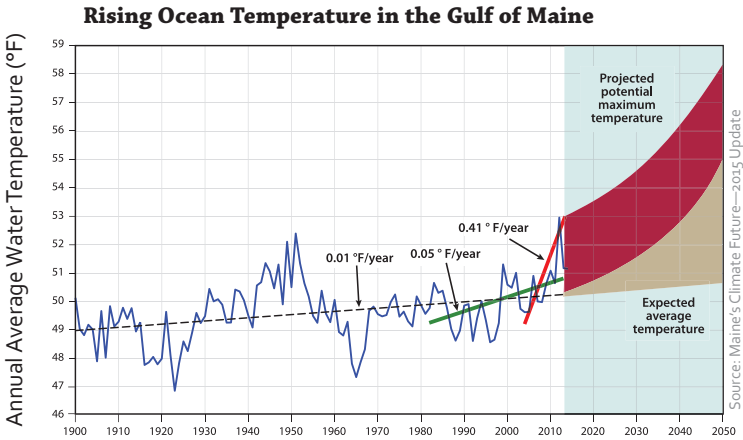 Rising Ocean Temperature in the Gulf of Maine
Annual Average Water Temperature (°F)
59
58
57
56
55
54
53
52
51
50
49
48
47
46
Projected
potential
maximum
temperature
0.41 ° F/year
0.05 ° F/year
0.01 °F/year
Expected
average
temperature
1900
1910
1920
1930
1940
1950
1960
1970
1980
1990
2000
2010
2020
2030
2040
2050
Source: Maine's Climate Future—2015 Update